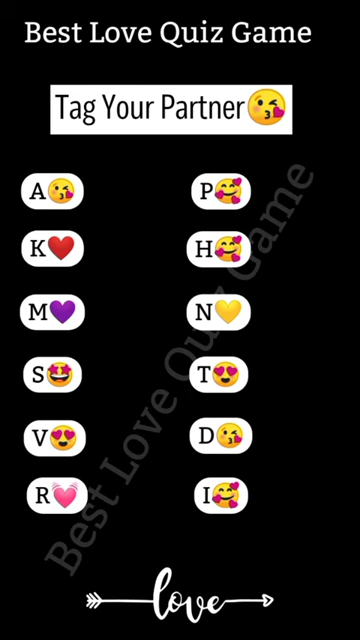 Best Love Quiz Game
Tag Your Partner😘
A😘 P🥰
K❤️ H🥰
M💜 N💛
S🤩 T😍
V😍 D😘
R💓 I🥰
Best Love Quiz Game
love